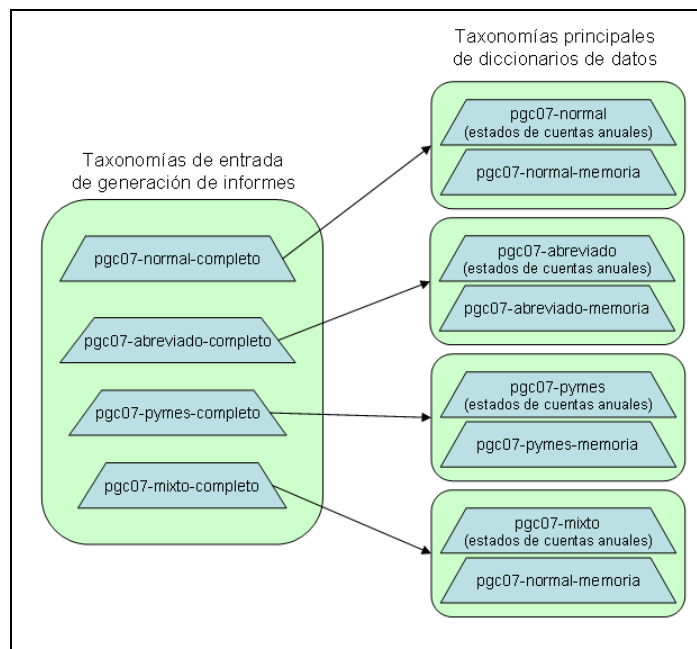 Taxonomías de entrada
de generación de informes
pgc07-normal-completo
pgc07-abreviado-completo
pgc07-pymes-completo
pgc07-mixto-completo
Taxonomías principales
de diccionarios de datos
pgc07-normal
(estados de cuentas anuales)
pgc07-normal-memoria
pgc07-abreviado
(estados de cuentas anuales)
pgc07-abreviado-memoria
pgc07-pymes
(estados de cuentas anuales)
pgc07-pymes-memoria
pgc07-mixto
(estados de cuentas anuales)
pgc07-normal-memoria